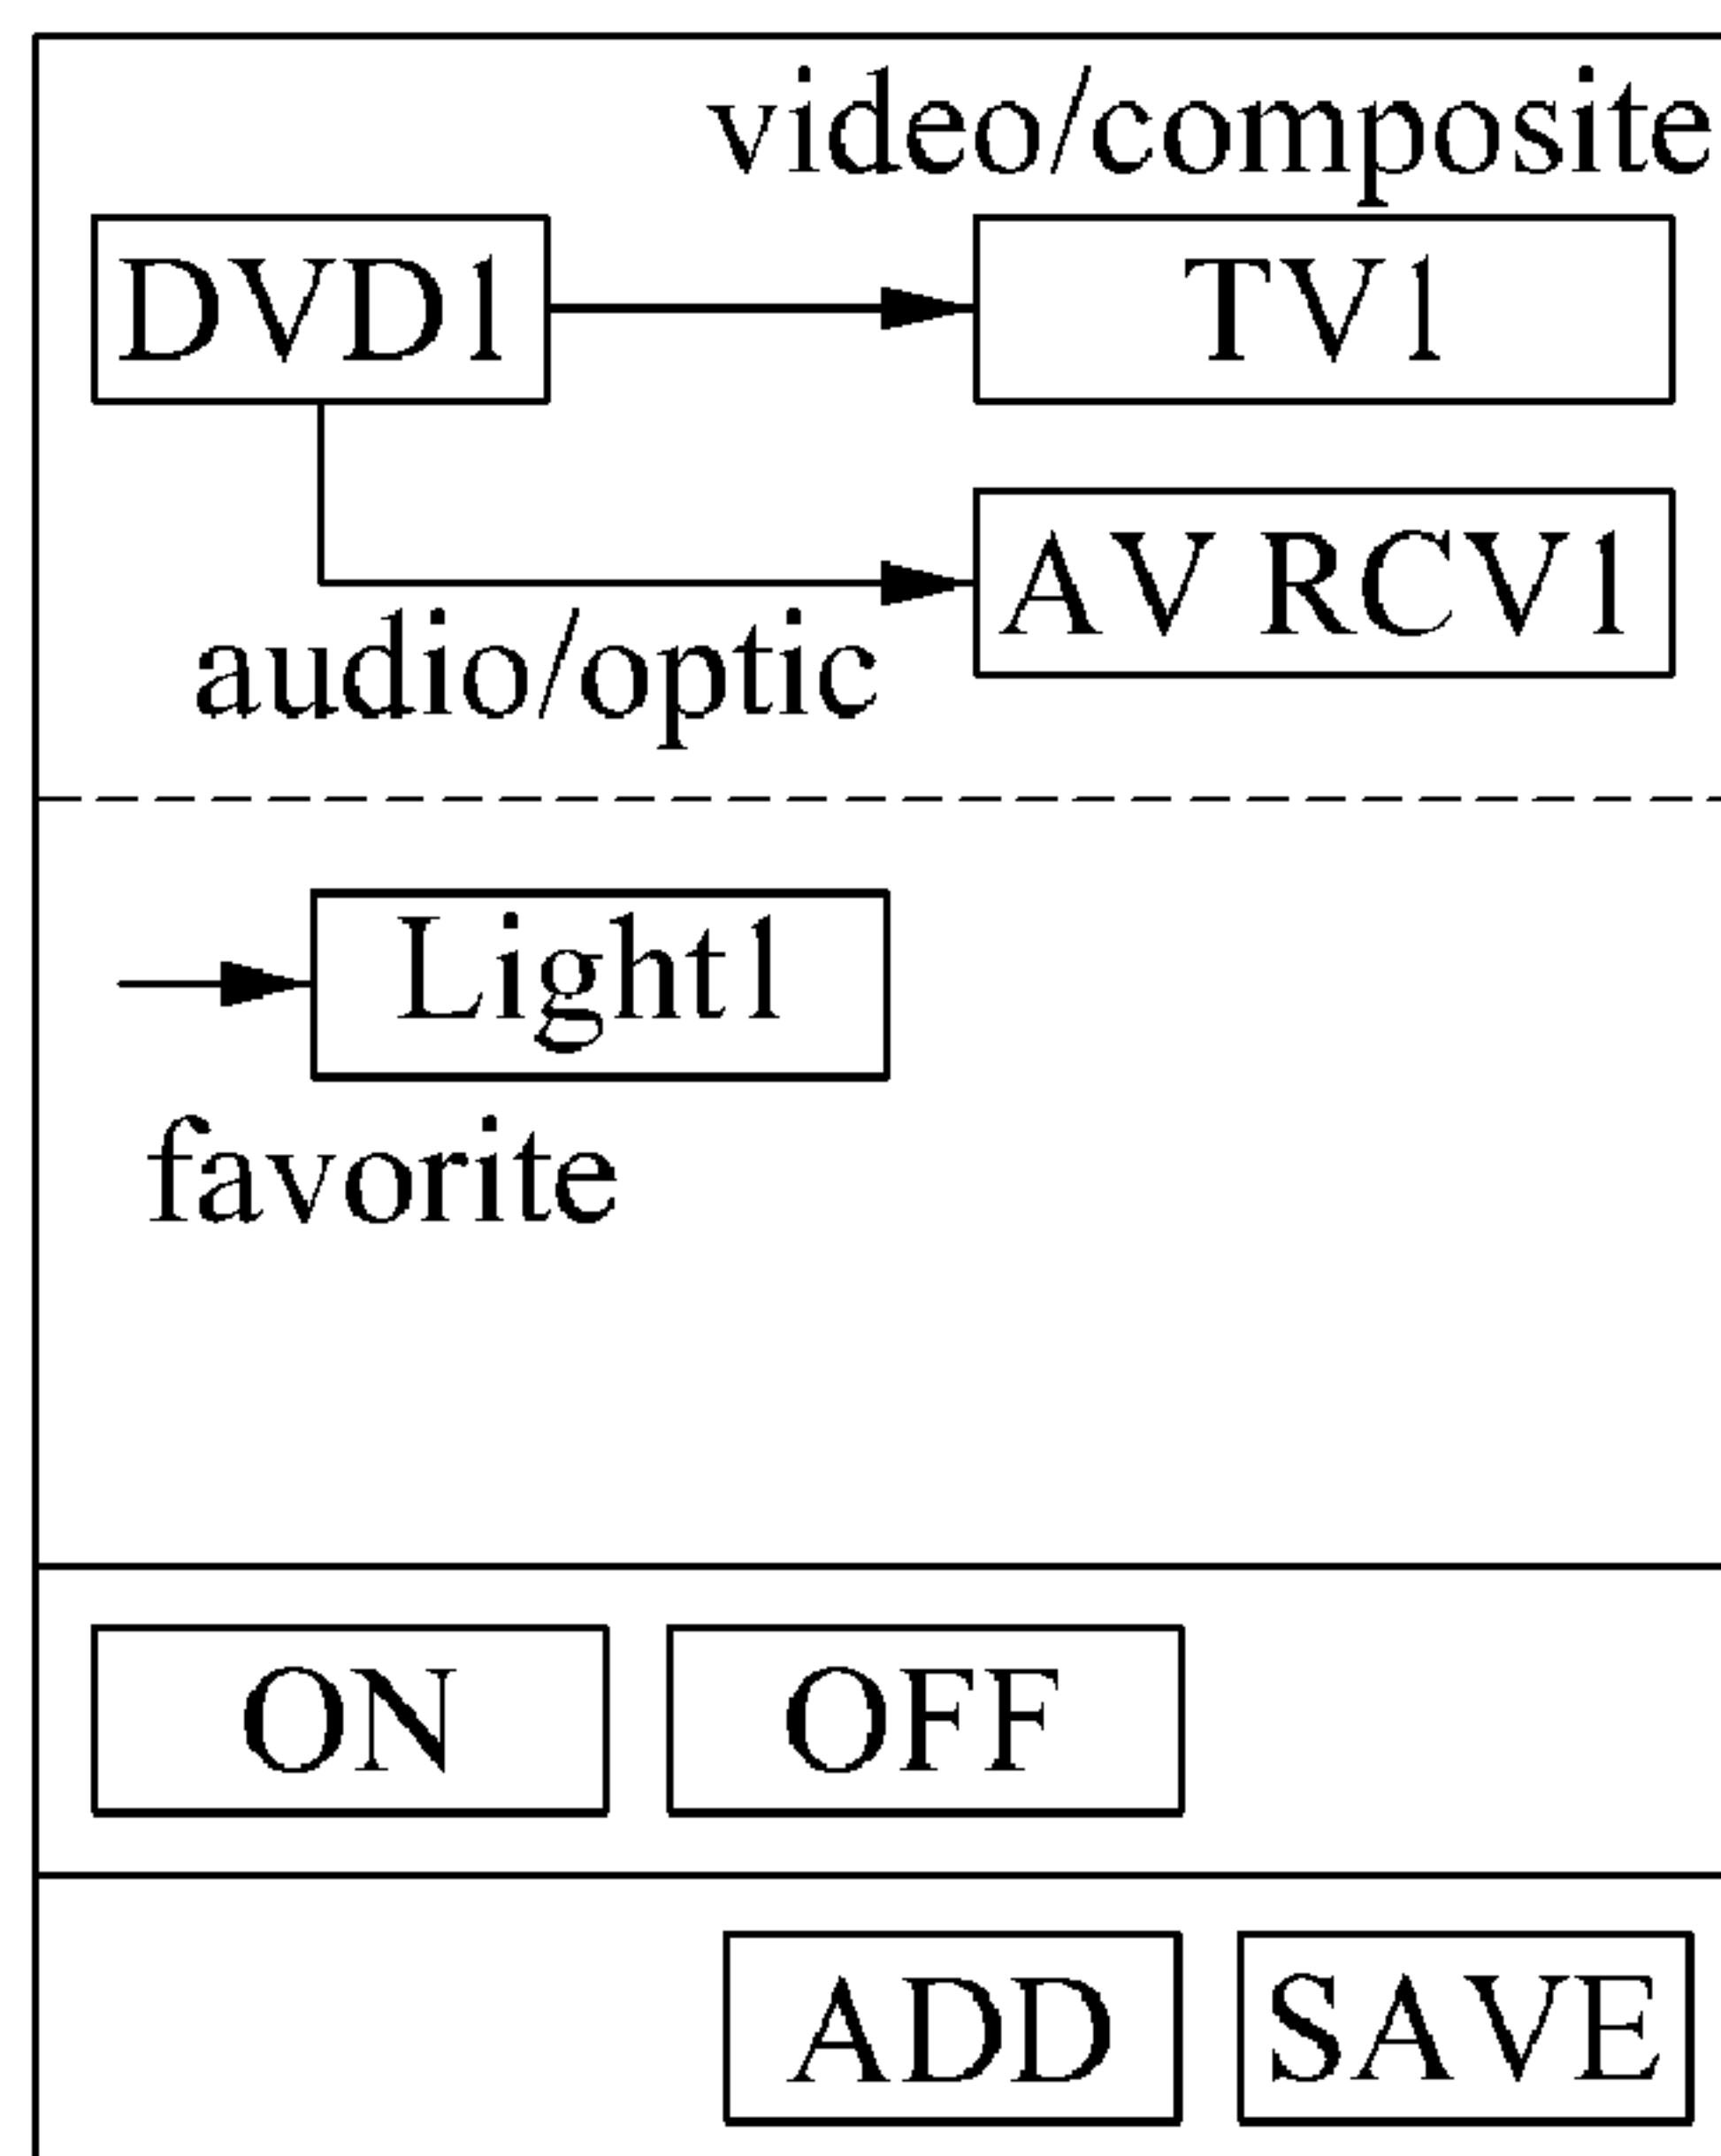 video/composite
DVD1 TV1
AV RCV1
audio/optic
Light1
favorite
ON OFF
ADD SAVE